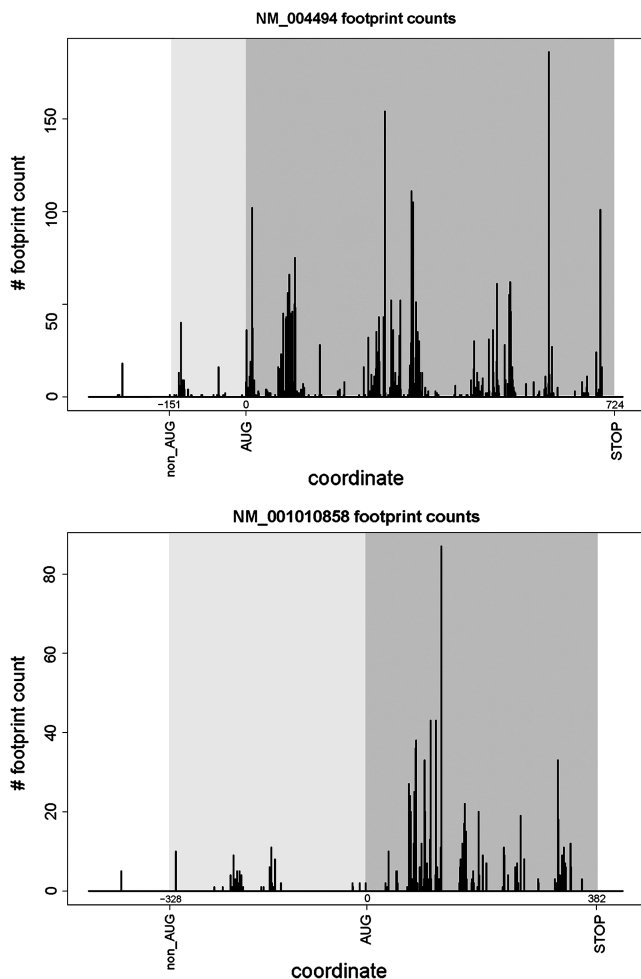 NM_004494 footprint counts
150
100
50
0
# footprint count
−151
0
724
non_AUG
AUG
STOP
coordinate
NM_001010858 footprint counts
80
60
40
20
0
# footprint count
−328
0
382
non_AUG
AUG
STOP
coordinate